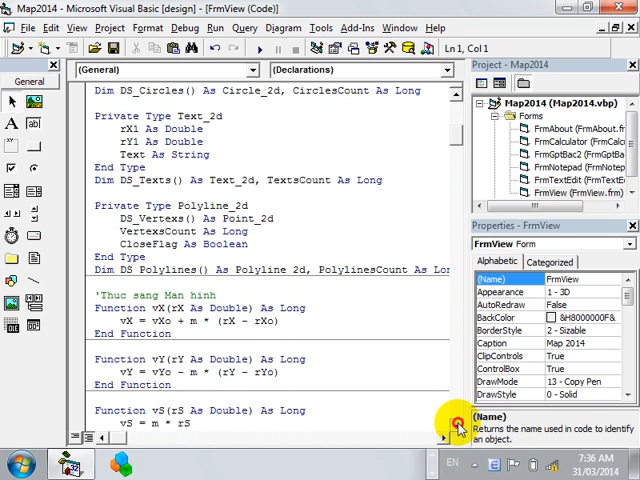 Map2014 - Microsoft Visual Basic [design] - [FrmView (Code)]
File Edit View Project Format Debug Run Query Diagram Tools Add-Ins Window Help
Ln 1, Col 1
General
(General)
(Declarations)
Dim DS_Circles() As Circle_2d, CirclesCount As Long
Private Type Text_2d
rX1 As Double
rY1 As Double
Text As String
End Type
Dim DS_Texts() As Text_2d, TextsCount As Long
Private Type Polyline_2d
DS_Vertexs() As Point_2d
VertexsCount As Long
CloseFlag As Boolean
End Type
Dim DS_Polylines() As Polyline_2d, PolylinesCount As Lon
'Thuc sang Man hinh
Function vX(rX As Double) As Long
vX = vXo + m * (rX - rXo)
End Function
Function vY(rY As Double) As Long
vY = vYo - m * (rY - rYo)
End Function
Function vS(rS As Double) As Long
vS = m * rS
Project - Map2014
Map2014 (Map2014.vbp)
Forms
FrmAbout (FrmAbout.fr
FrmCalculator (FrmCalc
FrmGptBac2 (FrmGptBa
FrmNotepad (FrmNotep
FrmTextEdit (FrmTextE
FrmView (FrmView.frm)
Properties - FrmView
FrmView Form
Alphabetic Categorized
(Name) FrmView
Appearance 1 - 3D
AutoRedraw False
BackColor &H8000000F&
BorderStyle 2 - Sizable
Caption Map 2014
ClipControls True
ControlBox True
DrawMode 13 - Copy Pen
DrawStyle 0 - Solid
(Name)
Returns the name used in code to identify
an object.
EN
7:36 AM
31/03/2014